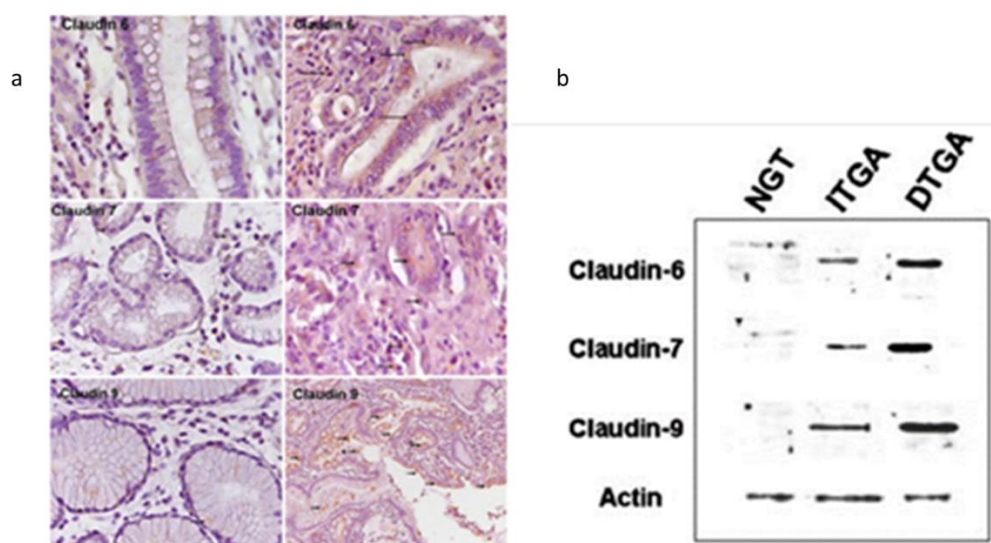 a
Claudin 6
Claudin 6
Claudin 7
Claudin 7
Claudin 9
Claudin 9
b
NGT
ITGA
DTGA
Claudin-6
Claudin-7
Claudin-9
Actin